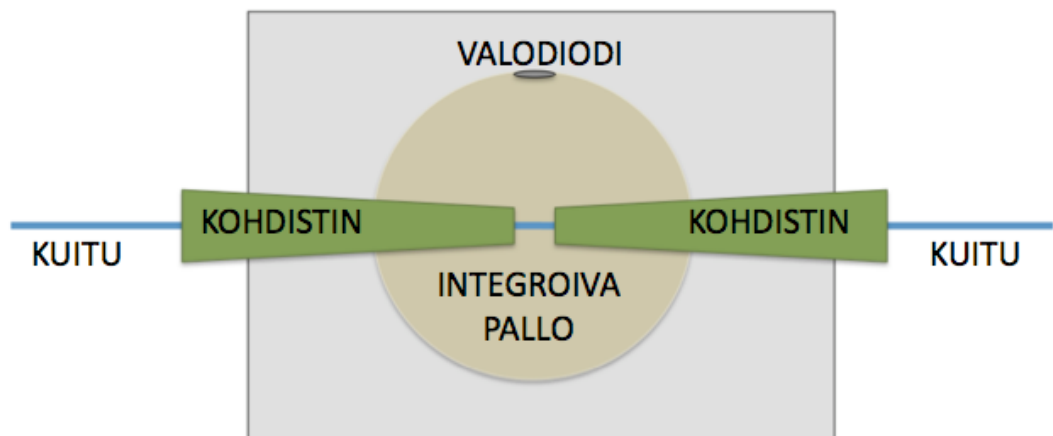 VALODIODI
KOHDISTIN
KOHDISTIN
KUITU
KUITU
INTEGROIVA
PALLO